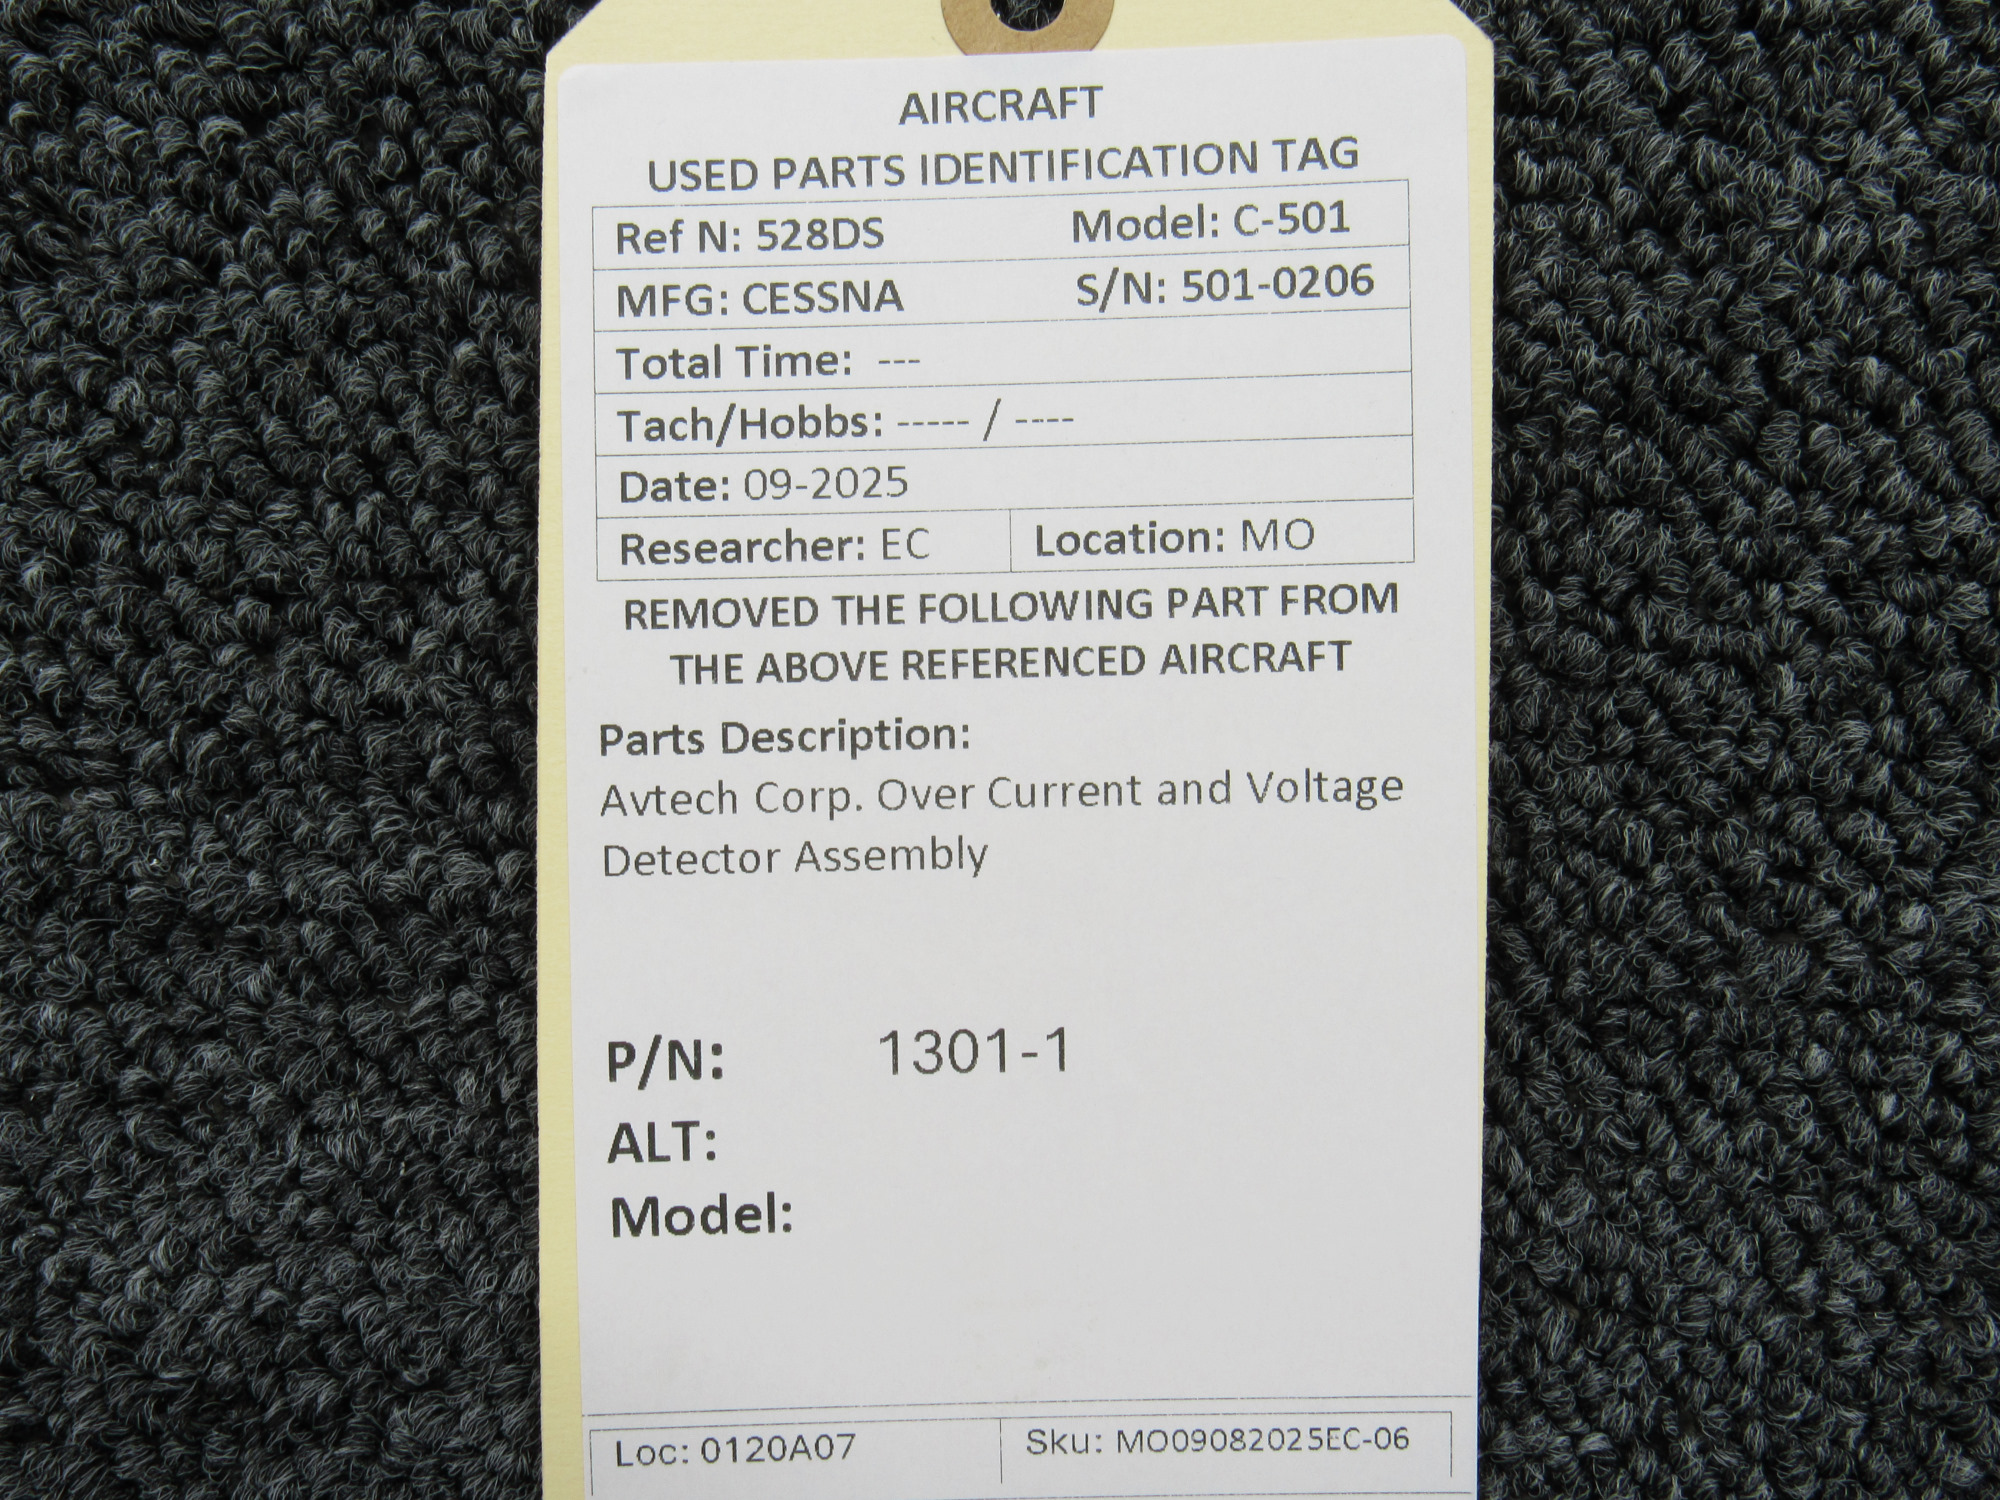 AIRCRAFT
USED PARTS IDENTIFICATION TAG
Ref N: 528DS Model: C-501
MFG: CESSNA S/N: 501-0206
Total Time: ---
Tach/Hobbs: ----- / ----
Date: 09-2025
Researcher: EC Location: MO
REMOVED THE FOLLOWING PART FROM
THE ABOVE REFERENCED AIRCRAFT
Parts Description:
Avtech Corp. Over Current and Voltage
Detector Assembly
P/N: 1301-1
ALT:
Model:
Loc: 0120A07 Sku: MO09082025EC-06